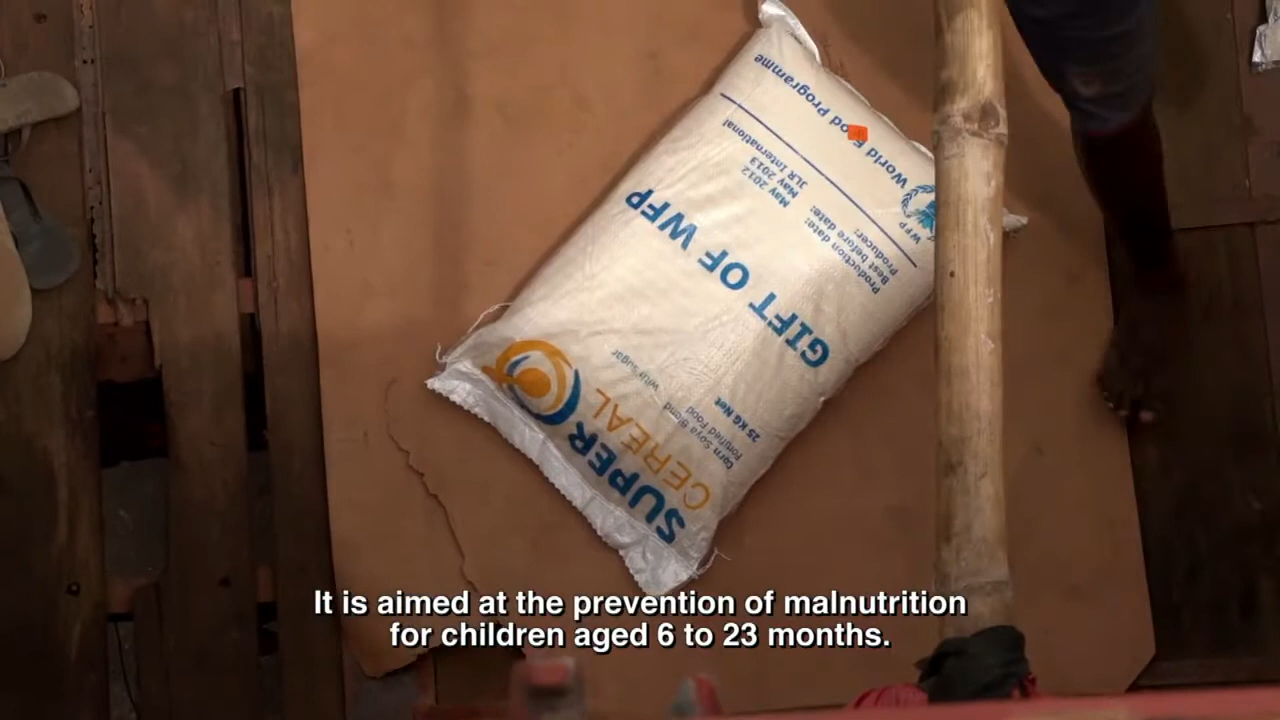 SUPER
CEREAL
Corn Soya Blend
Fortified Food
with sugar
25 KG Net
GIFT OF WFP
Production date: May 2012
Best before date: May 2013
Producer: JLR International
WFP
World Food Programme
It is aimed at the prevention of malnutrition
for children aged 6 to 23 months.